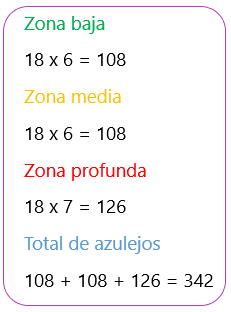 Zona baja
18 x 6 = 108
Zona media
18 x 6 = 108
Zona profunda
18 x 7 = 126
Total de azulejos
108 + 108 + 126 = 342